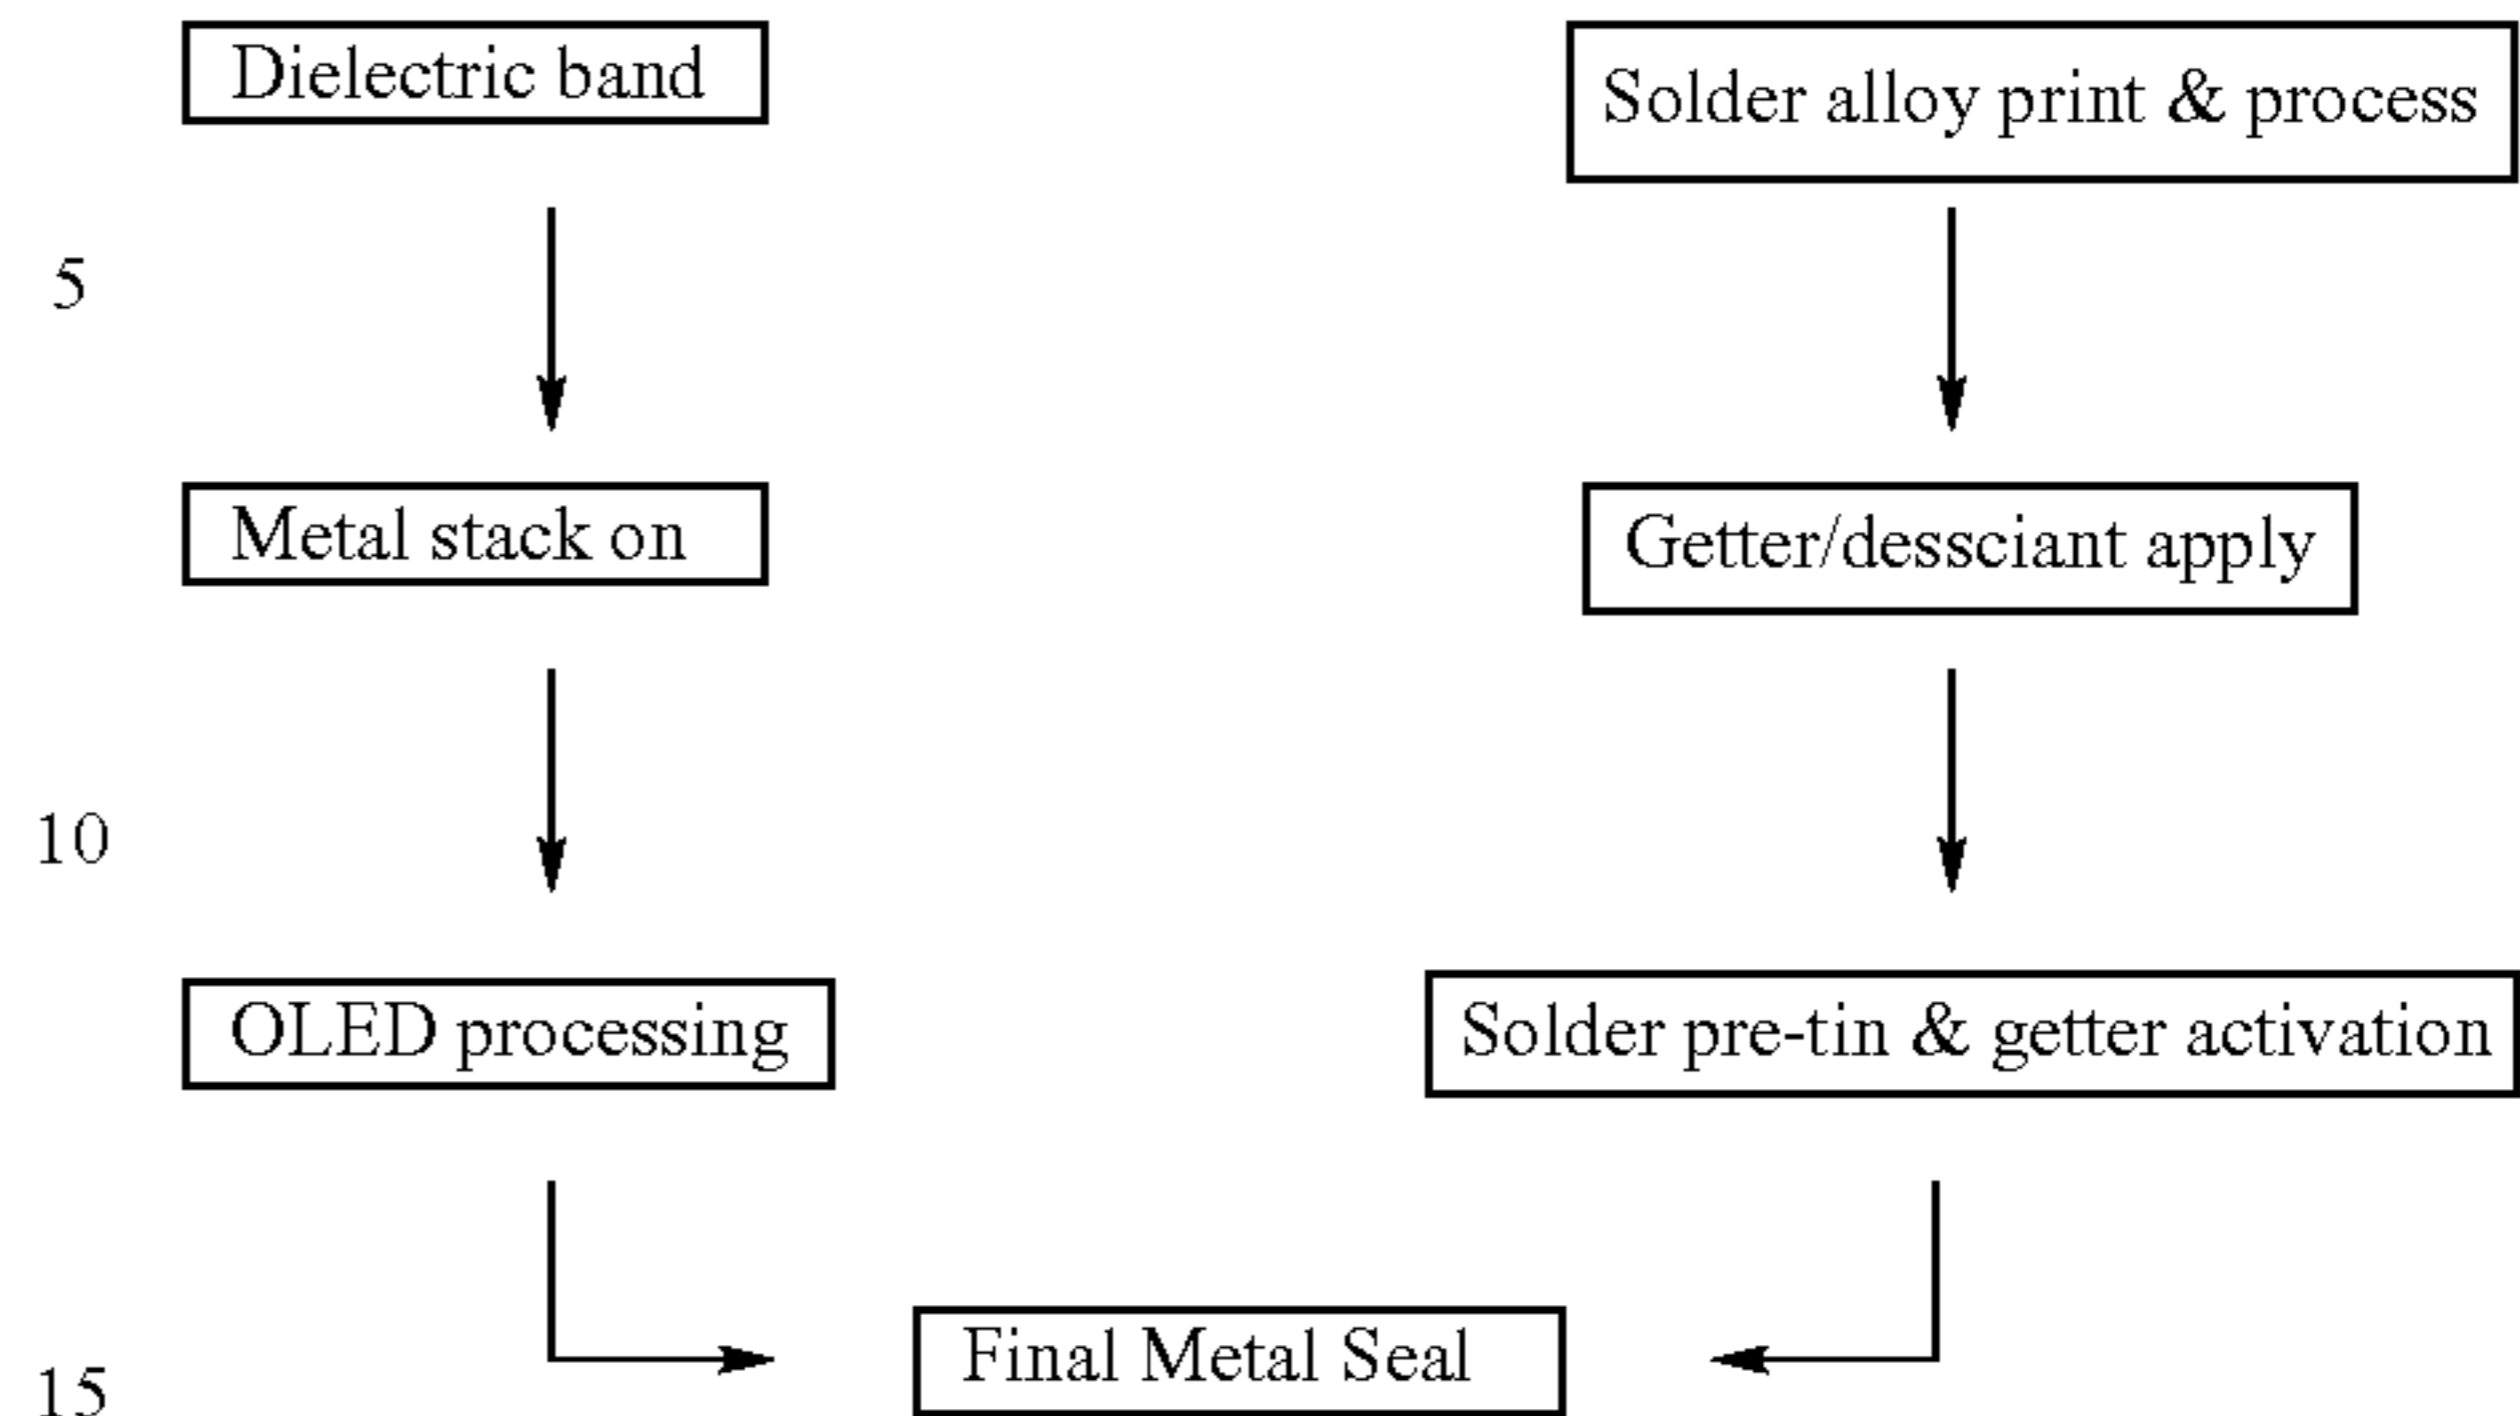 Dielectric band
Solder alloy print & process
5
Metal stack on
Getter/dessciant apply
10
OLED processing
Solder pre-tin & getter activation
Final Metal Seal
15